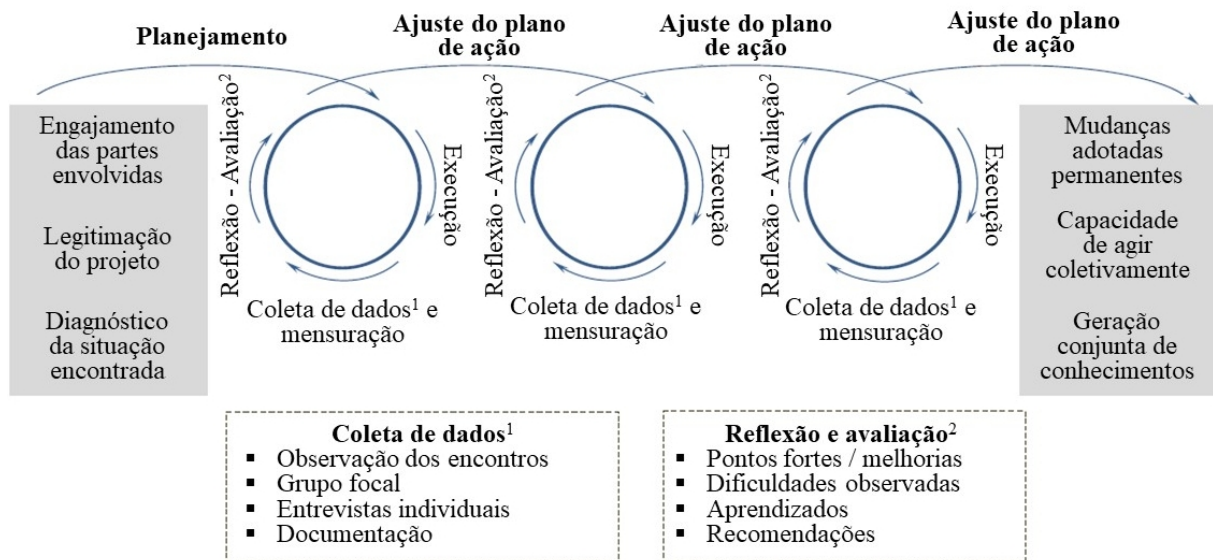 Planejamento
Ajuste do plano
de ação
Ajuste do plano
de ação
Ajuste do plano
de ação
Engajamento
das partes
envolvidas
Legitimação
do projeto
Diagnóstico
da situação
encontrada
Reflexão - Avaliação²
Execução
Coleta de dados¹ e
mensuração
Reflexão - Avaliação²
Execução
Coleta de dados¹ e
mensuração
Reflexão - Avaliação²
Execução
Coleta de dados¹ e
mensuração
Mudanças
adotadas
permanentes
Capacidade
de agir
coletivamente
Geração
conjunta de
conhecimentos
Coleta de dados¹
▪ Observação dos encontros
▪ Grupo focal
▪ Entrevistas individuais
▪ Documentação
Reflexão e avaliação²
▪ Pontos fortes / melhorias
▪ Dificuldades observadas
▪ Aprendizados
▪ Recomendações